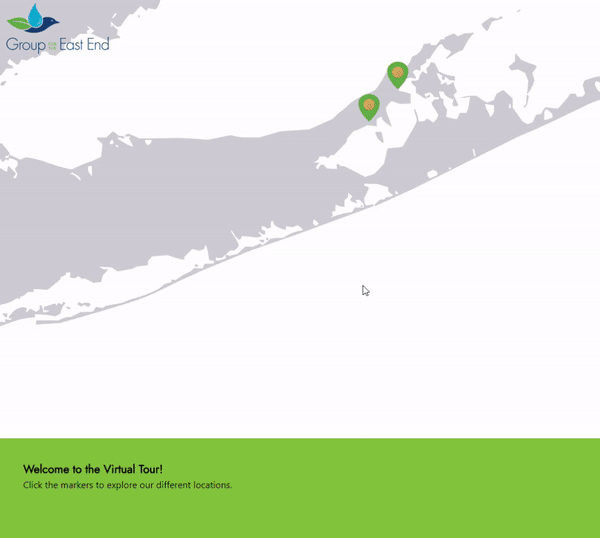 Group for the East End
Welcome to the Virtual Tour!
Click the markers to explore our different locations.